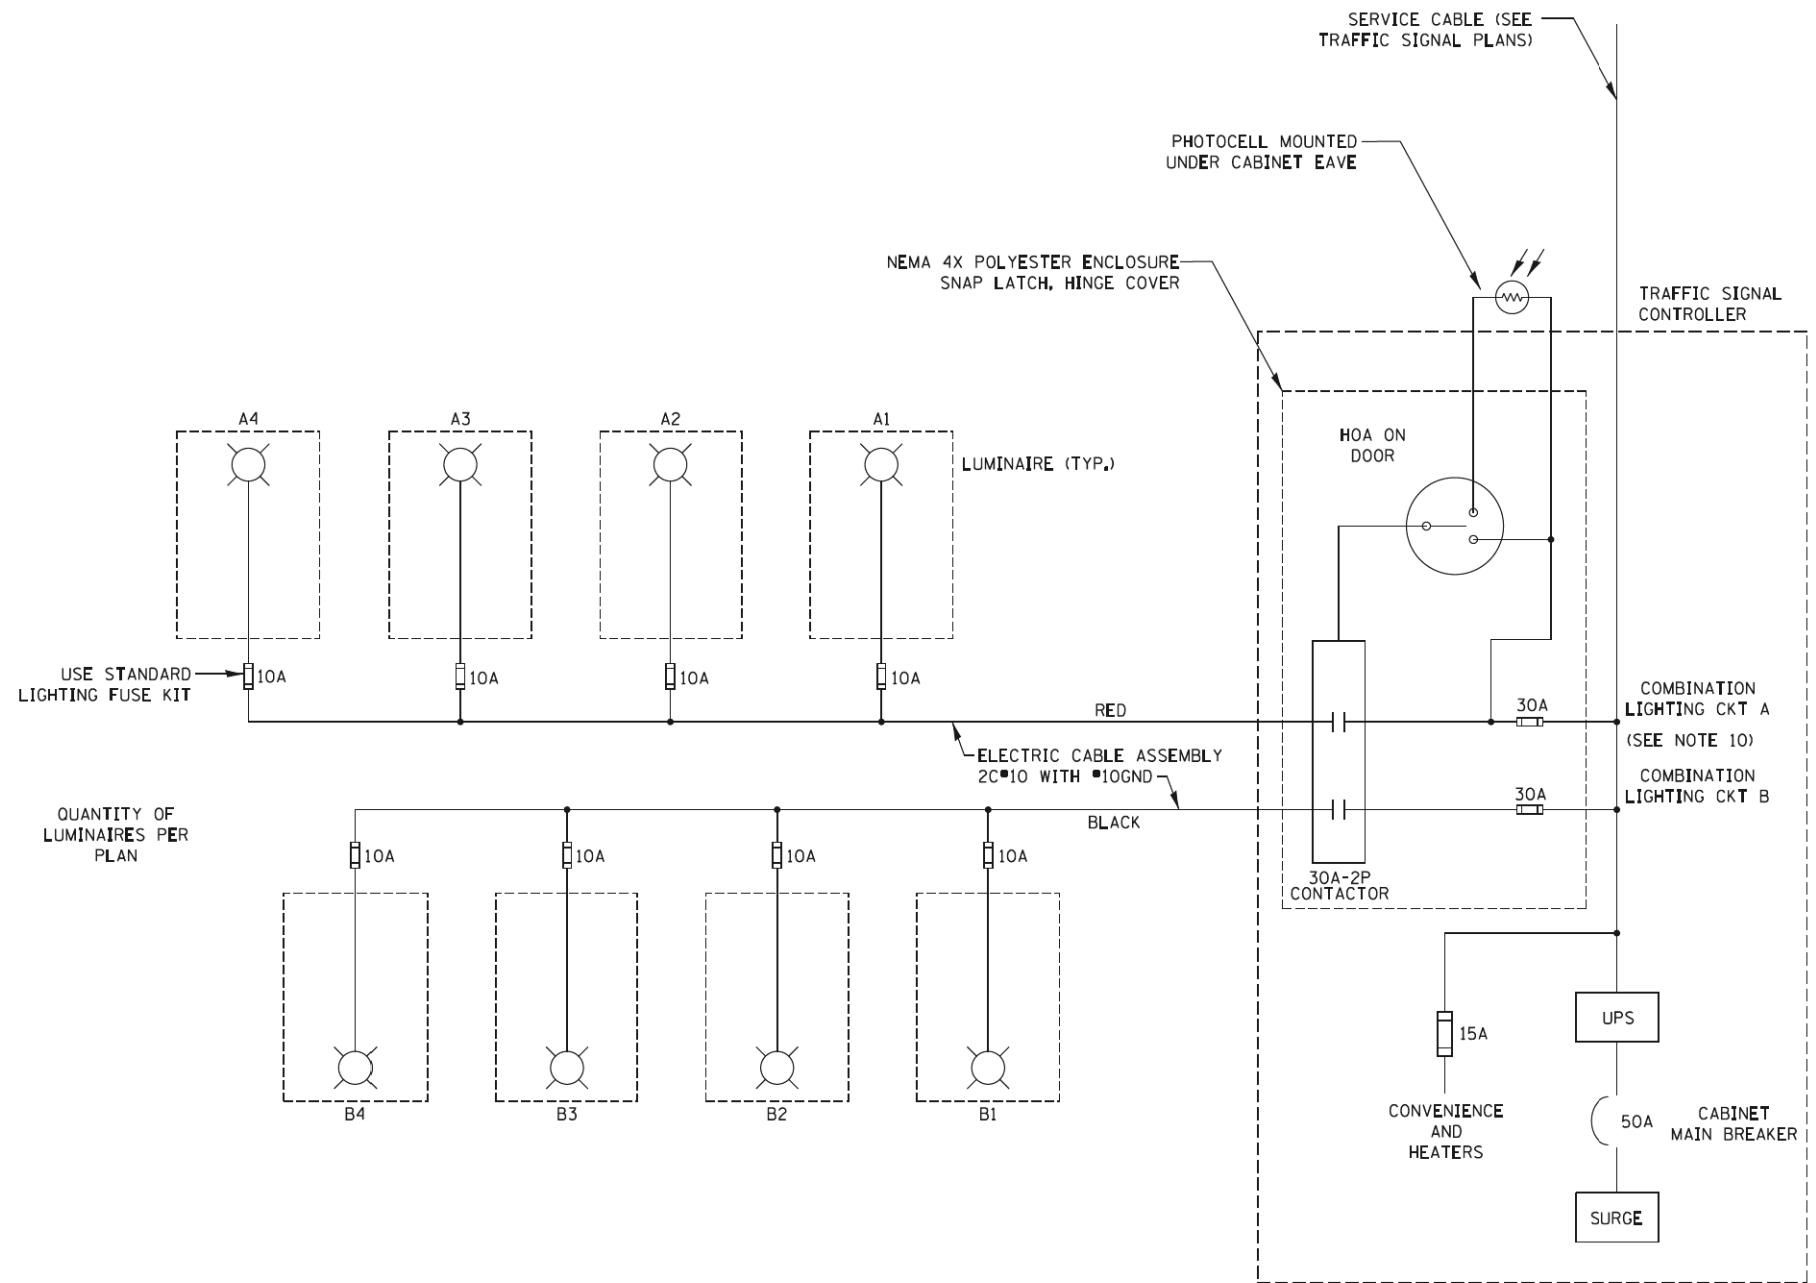 SERVICE CABLE (SEE
TRAFFIC SIGNAL PLANS)
PHOTOCELL MOUNTED
UNDER CABINET EAVE
NEMA 4X POLYESTER ENCLOSURE
SNAP LATCH, HINGE COVER
TRAFFIC SIGNAL
CONTROLLER
A4
A3
A2
A1
LUMINAIRE (TYP.)
HOA ON
DOOR
USE STANDARD
LIGHTING FUSE KIT
10A
10A
10A
10A
RED
30A
COMBINATION
LIGHTING CKT A
(SEE NOTE 10)
ELECTRIC CABLE ASSEMBLY
2C#10 WITH #10GND
COMBINATION
LIGHTING CKT B
30A
BLACK
QUANTITY OF
LUMINAIRES PER
PLAN
10A
10A
10A
10A
30A-2P
CONTACTOR
B4
B3
B2
B1
UPS
15A
CONVENIENCE
AND
HEATERS
50A
CABINET
MAIN BREAKER
SURGE